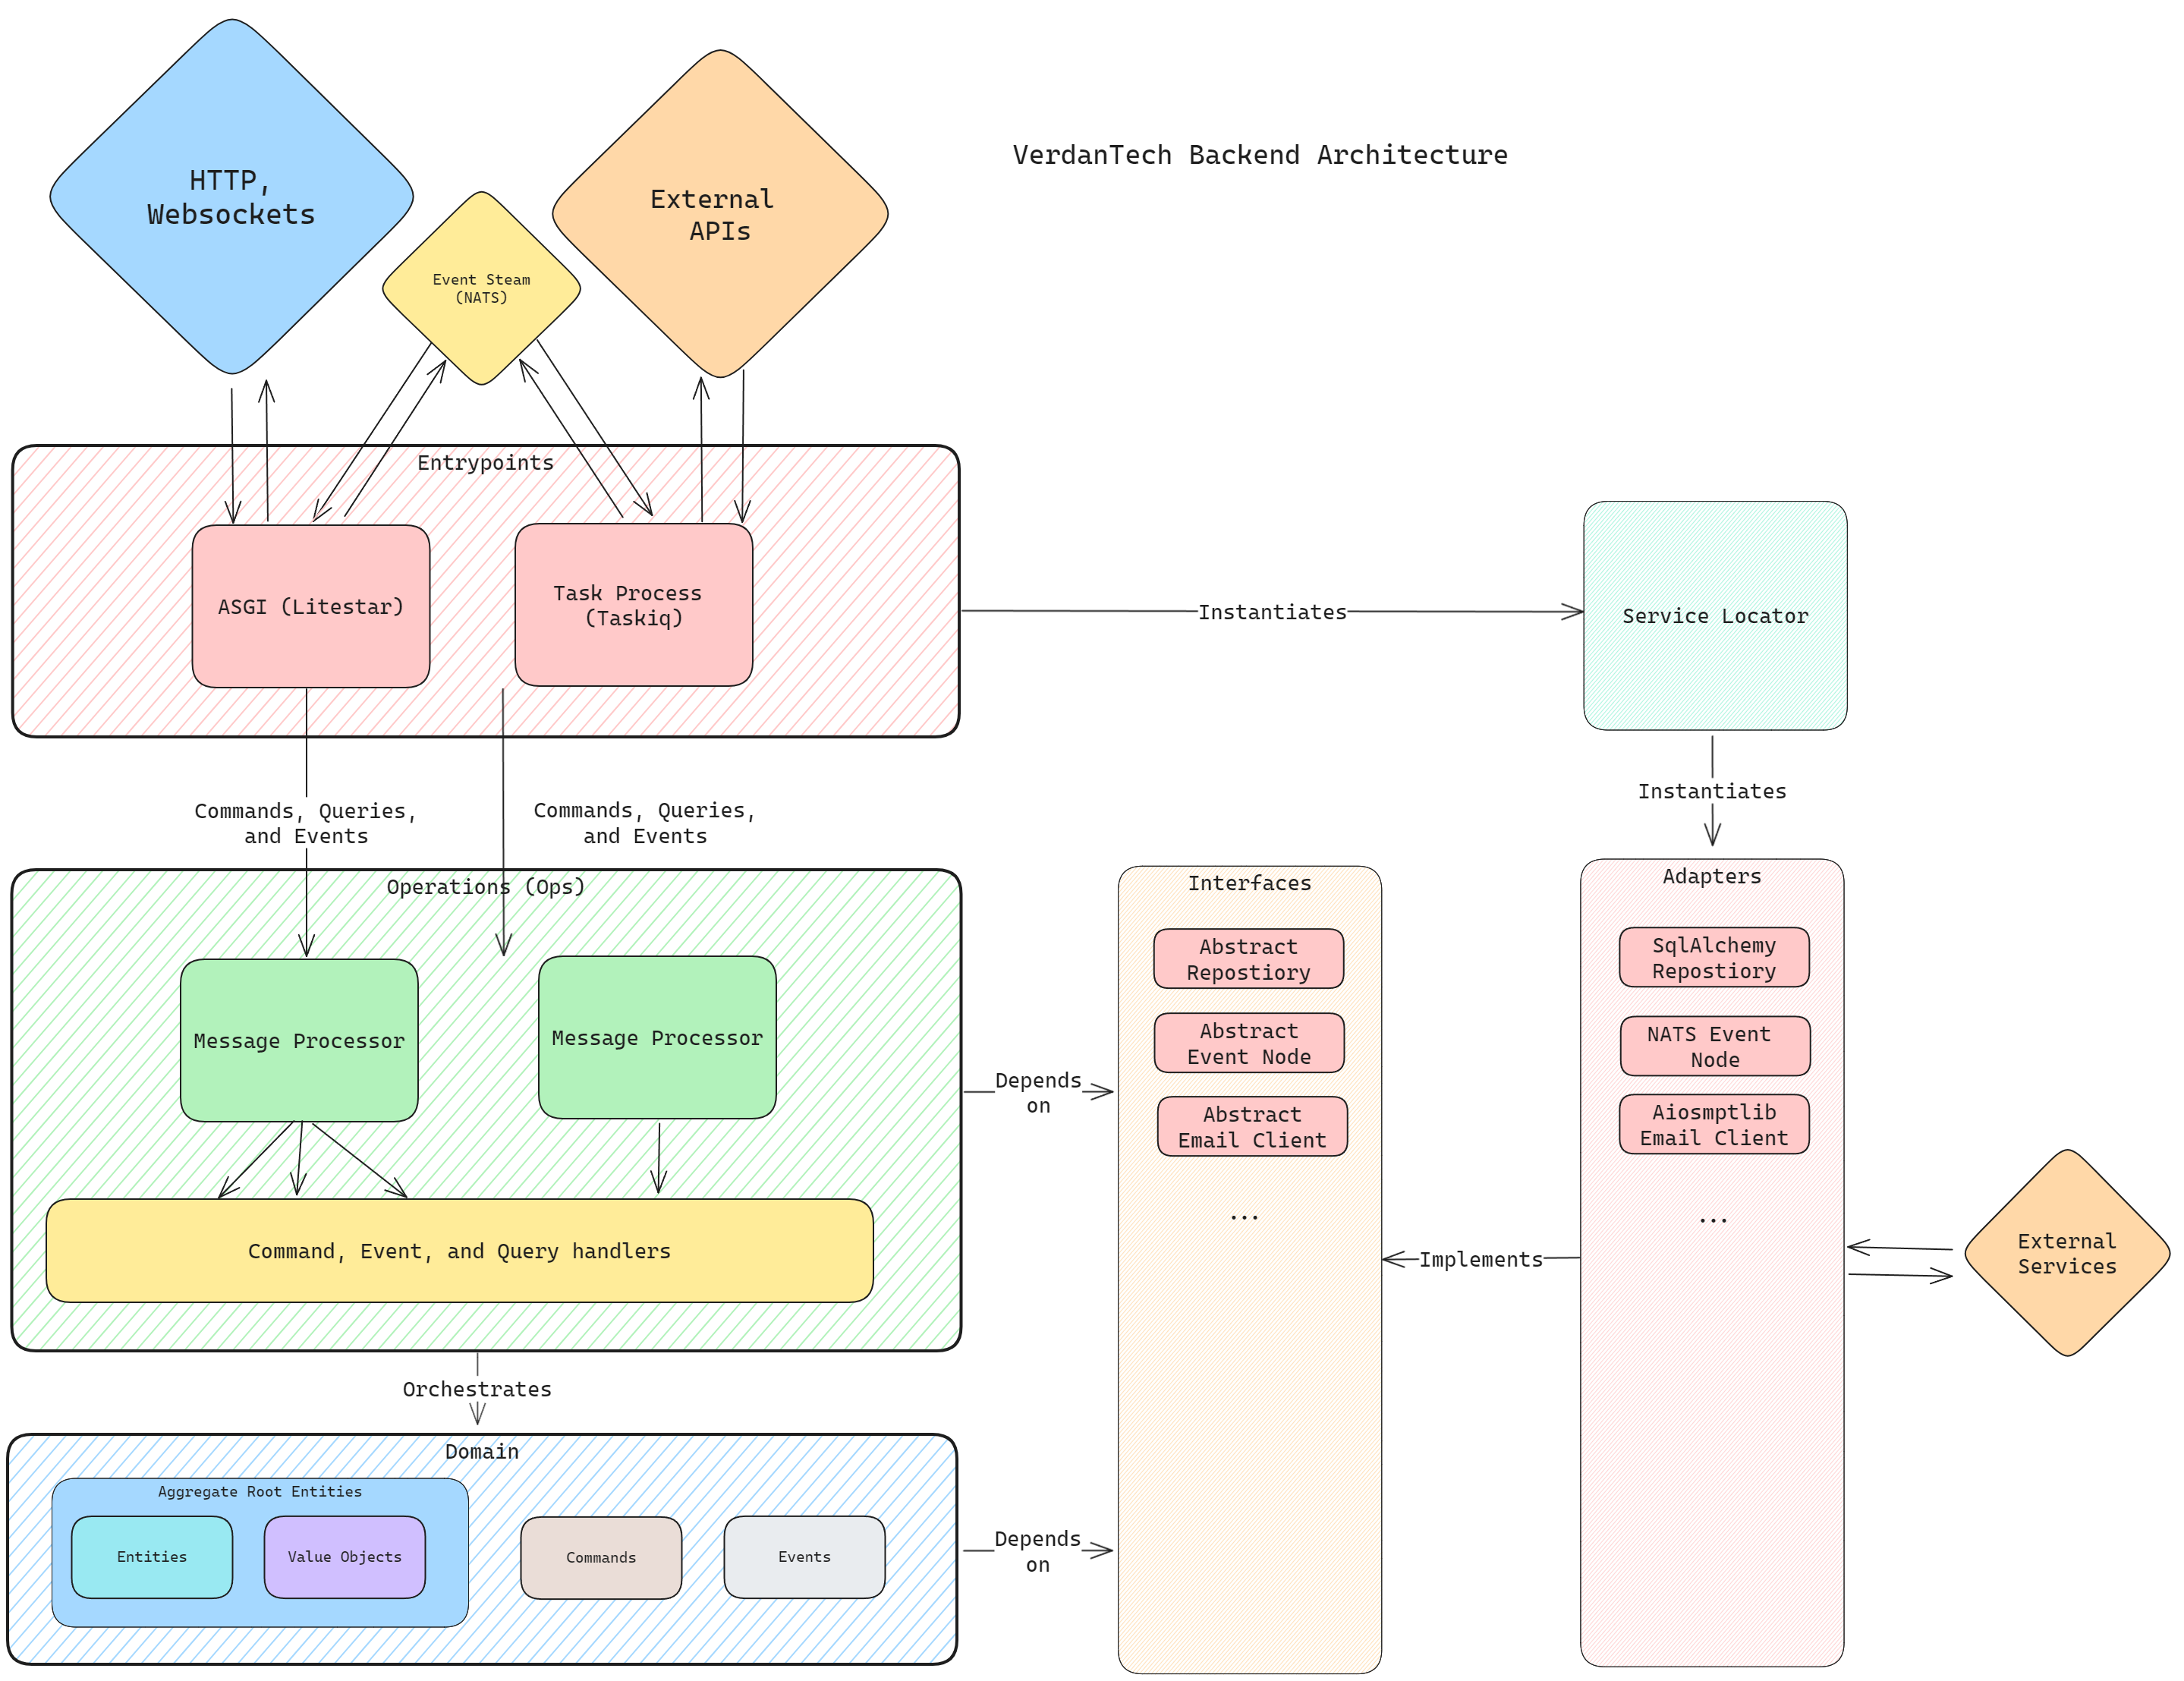 VerdanTech Backend Architecture
HTTP,
Websockets
Event Steam
(NATS)
External
APIs
Entrypoints
ASGI (Litestar)
Task Process
(Taskiq)
Instantiates
Service Locator
Instantiates
Commands, Queries,
and Events
Commands, Queries,
and Events
Operations (Ops)
Message Processor
Message Processor
Command, Event, and Query handlers
Depends
on
Interfaces
Abstract
Repostiory
Abstract
Event Node
Abstract
Email Client
...
Implements
Adapters
SqlAlchemy
Repostiory
NATS Event
Node
Aiosmptlib
Email Client
...
External
Services
Orchestrates
Domain
Aggregate Root Entities
Entities
Value Objects
Commands
Events
Depends
on